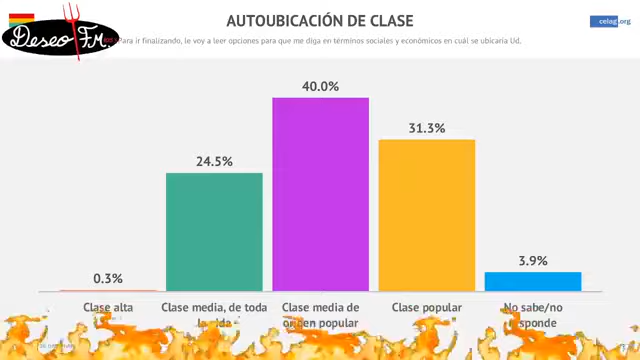 AUTOUBICACIÓN DE CLASE
celag.org
Deseo FM.
Para ir finalizando, le voy a leer opciones para que me diga en términos sociales y económicos en cuál se ubicaría Ud.
40.0%
31.3%
24.5%
3.9%
0.3%
Clase alta
Clase media, de toda
Clase media de
origen popular
Clase popular
No sabe/no
responde